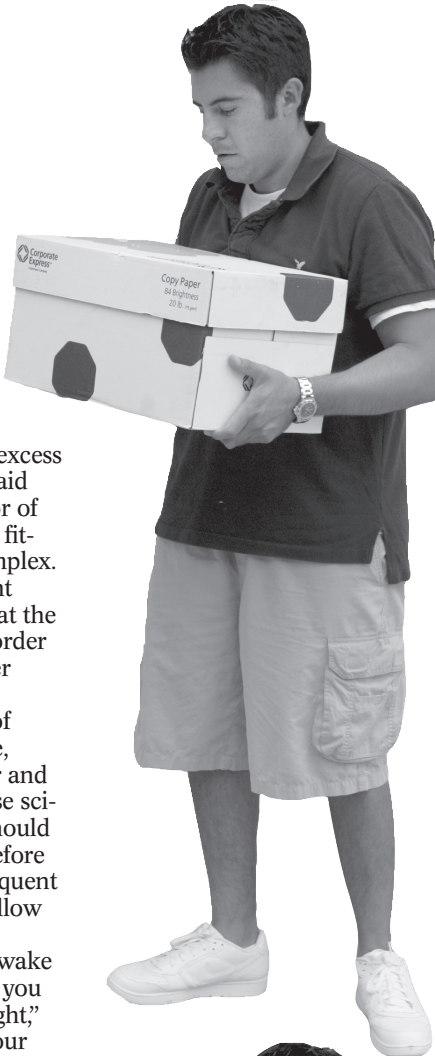 Corporate
Express
Copy Paper
84 Brightness
20 lb.
excess
aid
or of
fit-
nplex.
nt
at the
order
er
of
e,
r and
se sci-
hould
efore
quent
llow
wake
you
ght,"
our